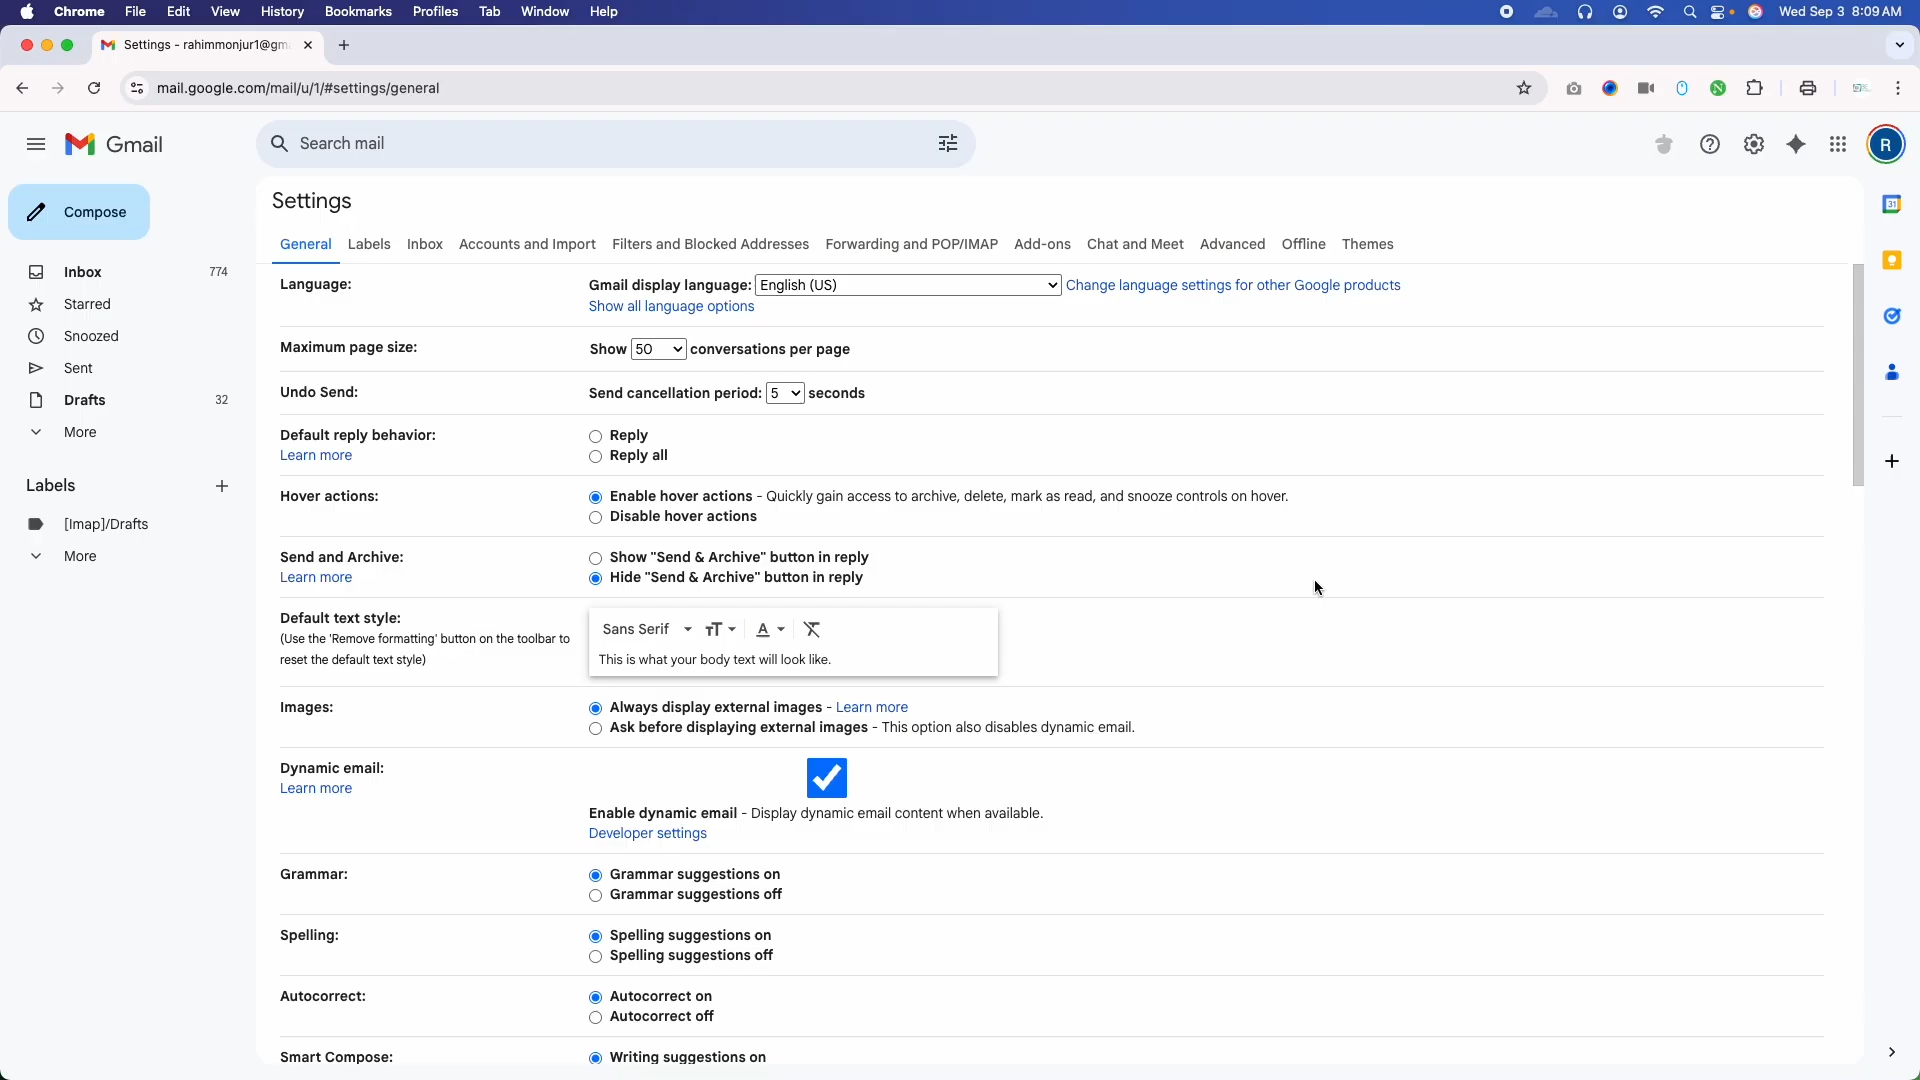 Chrome File Edit View History Bookmarks Profiles Tab Window Help Wed Sep 3 8:09 AM
Settings - rahimmonjur1@gm
mail.google.com/mail/u/1/#settings/general
Gmail Search mail R
Compose
Inbox 774
Starred
Snoozed
Sent
Drafts 32
More
Labels
[Imap]/Drafts
More
Settings
General Labels Inbox Accounts and Import Filters and Blocked Addresses Forwarding and POP/IMAP Add-ons Chat and Meet Advanced Offline Themes
Language: Gmail display language: English (US) Change language settings for other Google products
Show all language options
Maximum page size: Show 50 conversations per page
Undo Send: Send cancellation period: 5 seconds
Default reply behavior: Reply
Learn more Reply all
Hover actions: Enable hover actions - Quickly gain access to archive, delete, mark as read, and snooze controls on hover.
Disable hover actions
Send and Archive: Show "Send & Archive" button in reply
Learn more Hide "Send & Archive" button in reply
Default text style:
(Use the 'Remove formatting' button on the toolbar to
reset the default text style)
Sans Serif
This is what your body text will look like.
Images: Always display external images - Learn more
Ask before displaying external images - This option also disables dynamic email.
Dynamic email:
Learn more
Enable dynamic email - Display dynamic email content when available.
Developer settings
Grammar: Grammar suggestions on
Grammar suggestions off
Spelling: Spelling suggestions on
Spelling suggestions off
Autocorrect: Autocorrect on
Autocorrect off
Smart Compose: Writing suggestions on
31